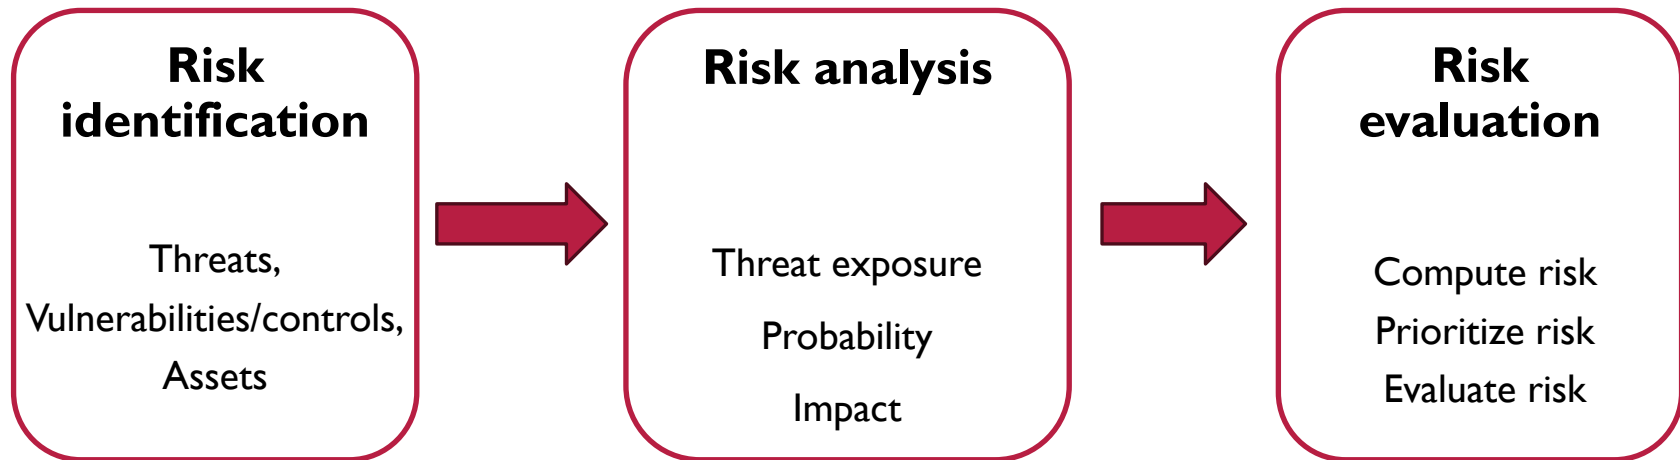 Risk
identification
Threats,
Vulnerabilities/controls,
Assets
Risk analysis
Threat exposure
Probability
Impact
Risk
evaluation
Compute risk
Prioritize risk
Evaluate risk